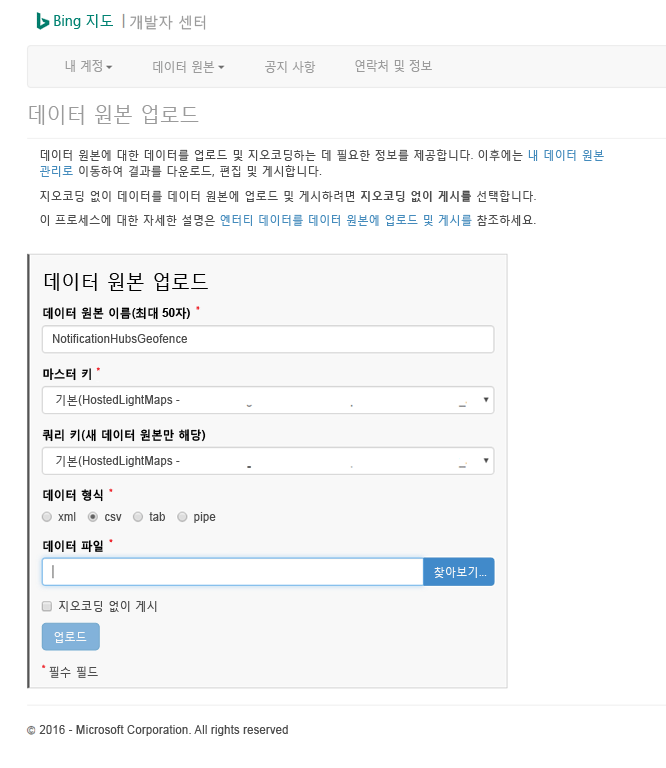 Bing 지도 | 개발자 센터
내 계정 데이터 원본 공지 사항 연락처 및 정보
데이터 원본 업로드
데이터 원본에 대한 데이터를 업로드 및 지오코딩하는 데 필요한 정보를 제공합니다. 이후에는 내 데이터 원본
관리로 이동하여 결과를 다운로드, 편집 및 게시합니다.
지오코딩 없이 데이터를 데이터 원본에 업로드 및 게시하려면 지오코딩 없이 게시를 선택합니다.
이 프로세스에 대한 자세한 설명은 엔터티 데이터를 데이터 원본에 업로드 및 게시를 참조하세요.
데이터 원본 업로드
데이터 원본 이름(최대 50자) *
NotificationHubsGeofence
마스터 키 *
기본(HostedLightMaps -
쿼리 키(새 데이터 원본만 해당)
기본(HostedLightMaps -
데이터 형식 *
xml csv tab pipe
데이터 파일 *
찾아보기...
지오코딩 없이 게시
업로드
* 필수 필드
© 2016 - Microsoft Corporation. All rights reserved